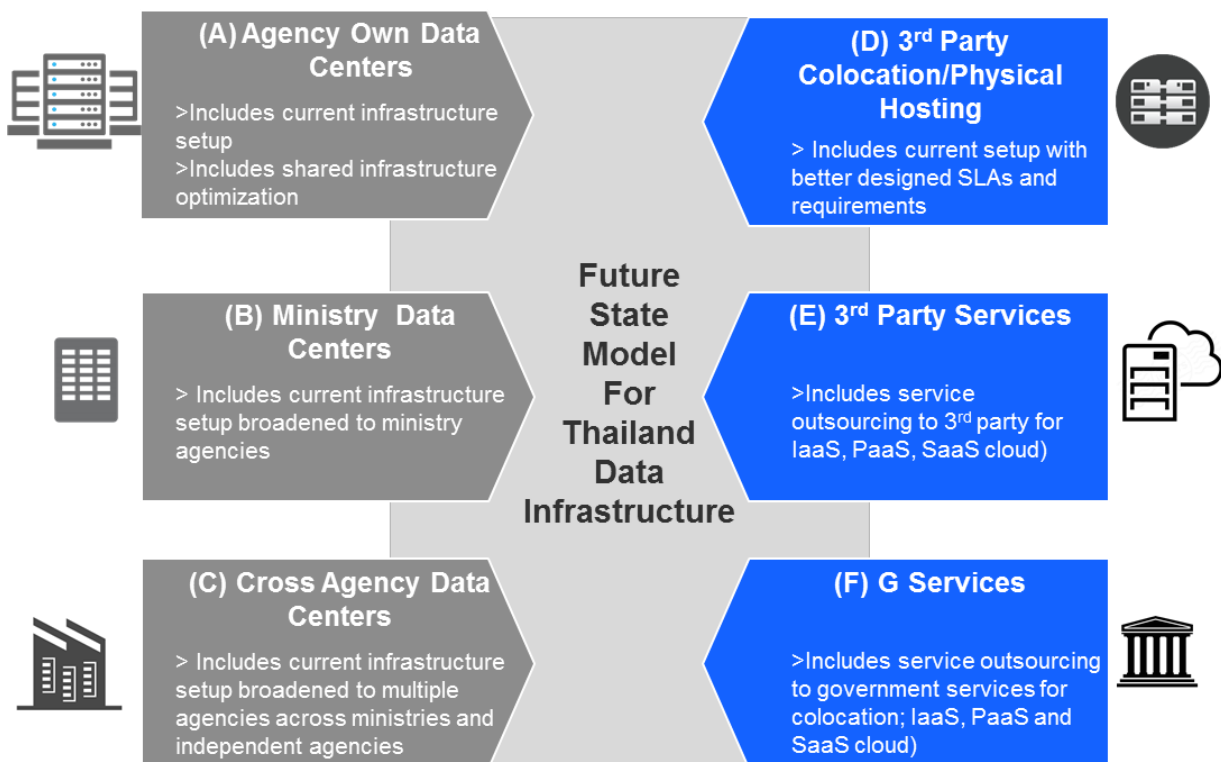 (A) Agency Own Data
Centers
>Includes current infrastructure
setup
>Includes shared infrastructure
optimization
(B) Ministry Data
Centers
> Includes current infrastructure
setup broadened to ministry
agencies
(C) Cross Agency Data
Centers
> Includes current infrastructure
setup broadened to multiple
agencies across ministries and
independent agencies
Future
State
Model
For
Thailand
Data
Infrastructure
(D) 3rd Party
Colocation/Physical
Hosting
> Includes current setup with
better designed SLAs and
requirements
(E) 3rd Party Services
>Includes service
outsourcing to 3rd party for
IaaS, PaaS, SaaS cloud)
(F) G Services
>Includes service outsourcing
to government services for
colocation; IaaS, PaaS and
SaaS cloud)